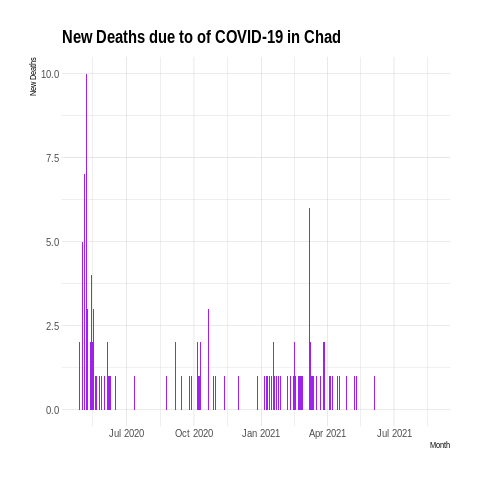 New Deaths due to of COVID-19 in Chad
New Deaths
10.0
7.5
5.0
2.5
0.0
Jul 2020 Oct 2020 Jan 2021 Apr 2021 Jul 2021
Month